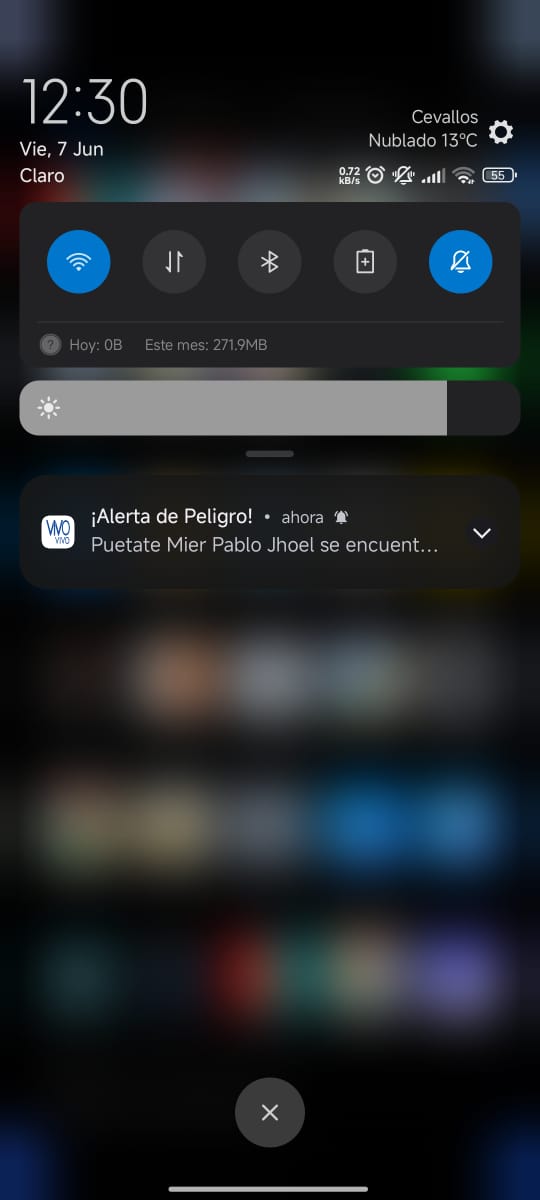 12:30
Cevallos
Nublado 13°C
Vie, 7 Jun
Claro
0.72
kB/s
55
Hoy: 0B Este mes: 271.9MB
¡Alerta de Peligro! • ahora
Puetate Mier Pablo Jhoel se encuent...
VIVO
VIVO